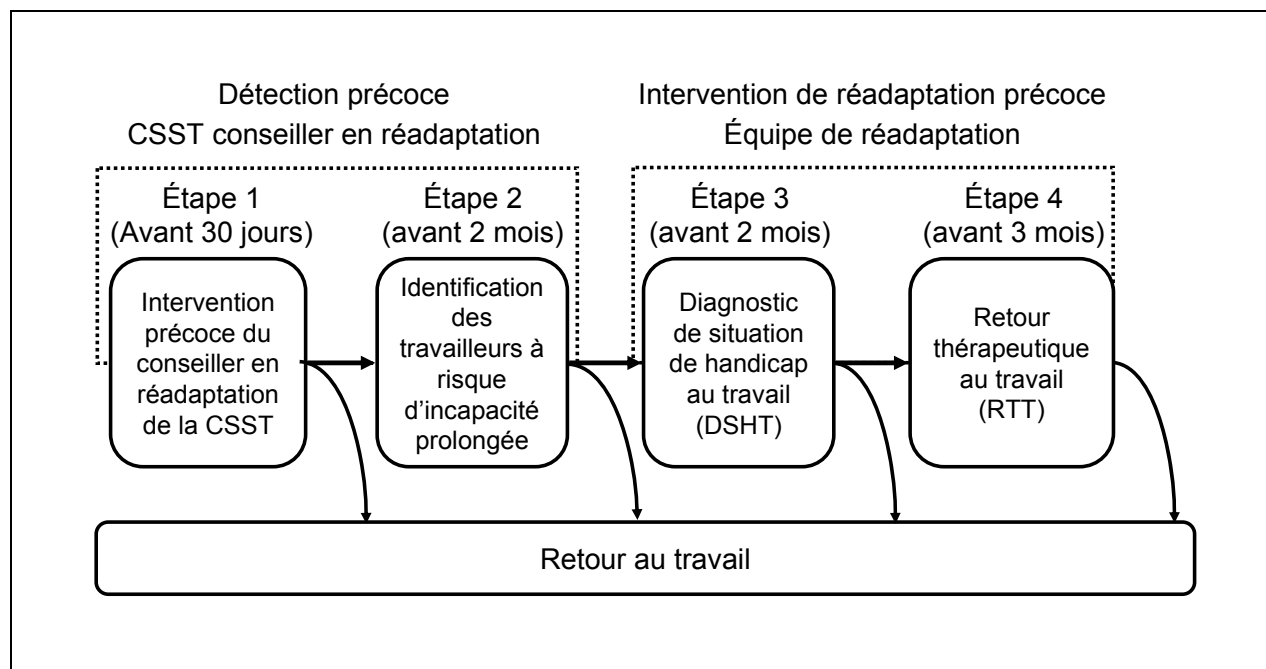 Détection précoce
CSST conseiller en réadaptation
Intervention de réadaptation précoce
Équipe de réadaptation
Étape 1
(Avant 30 jours)
Étape 2
(avant 2 mois)
Étape 3
(avant 2 mois)
Étape 4
(avant 3 mois)
Intervention
précoce du
conseiller en
réadaptation
de la CSST
Identification
des
travailleurs à
risque
d’incapacité
prolongée
Diagnostic
de situation
de handicap
au travail
(DSHT)
Retour
thérapeutique
au travail
(RTT)
Retour au travail